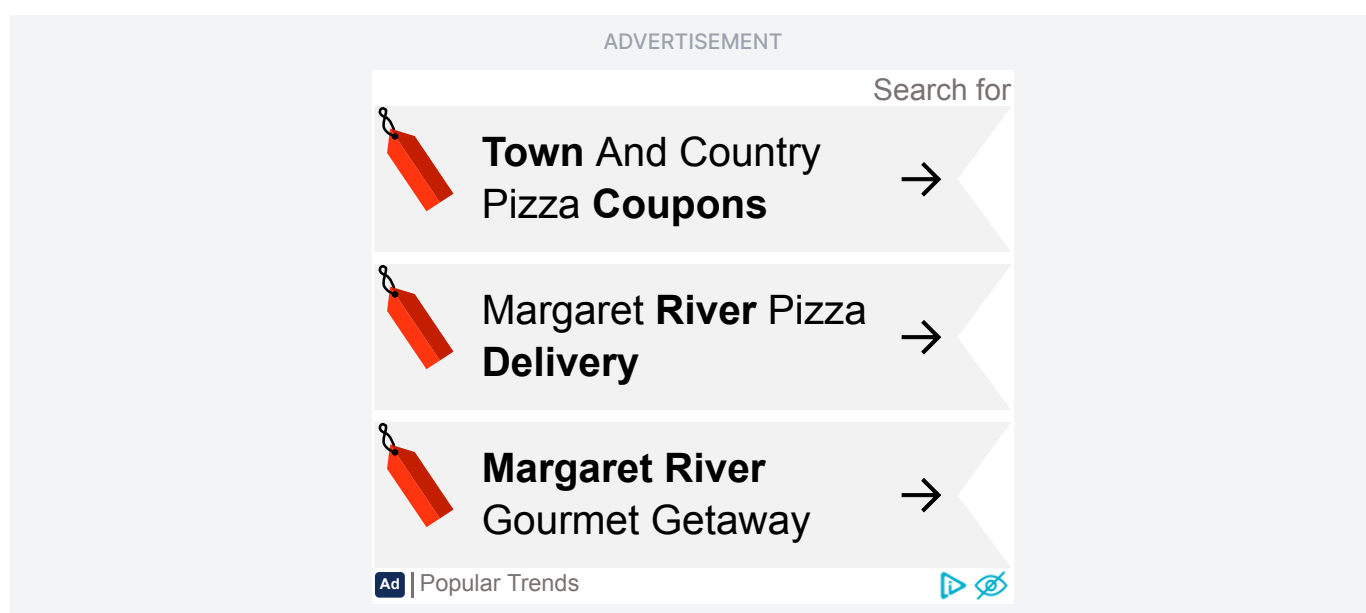 ADVERTISEMENT
Search for
Town And Country
Pizza Coupons
Margaret River Pizza
Delivery
Margaret River
Gourmet Getaway
Ad | Popular Trends